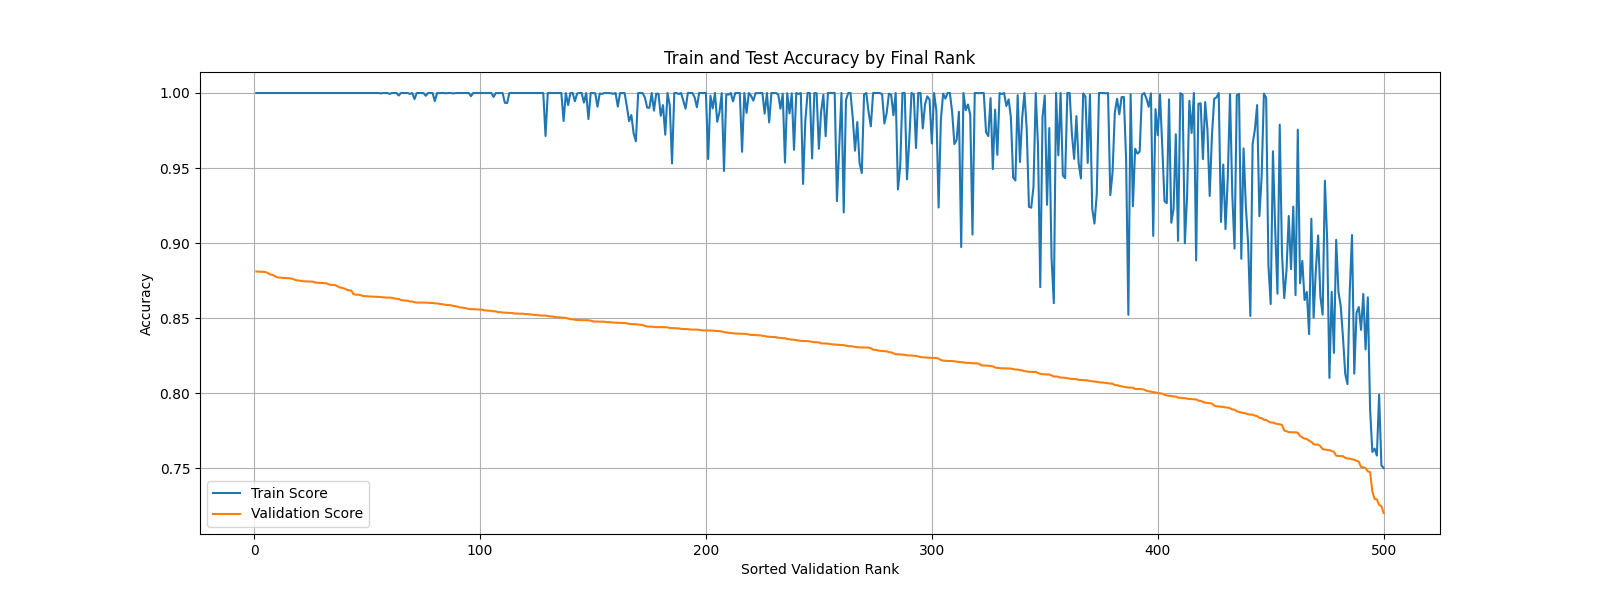 Train and Test Accuracy by Final Rank
Accuracy
1.00
0.95
0.90
0.85
0.80
0.75
Train Score
Validation Score
0 100 200 300 400 500
Sorted Validation Rank